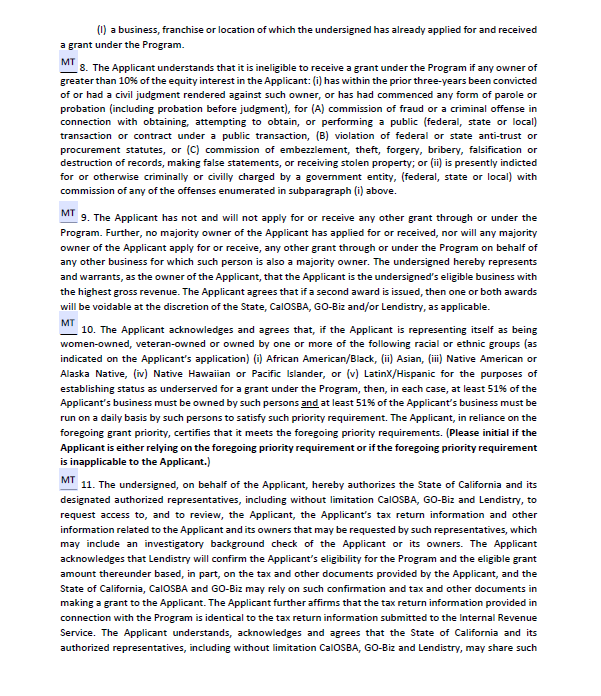 (l) a business, franchise or location of which the undersigned has already applied for and received
a grant under the Program.
MT 8. The Applicant understands that it is ineligible to receive a grant under the Program if any owner of
greater than 10% of the equity interest in the Applicant: (i) has within the prior three-years been convicted
of or had a civil judgment rendered against such owner, or has had commenced any form of parole or
probation (including probation before judgment), for (A) commission of fraud or a criminal offense in
connection with obtaining, attempting to obtain, or performing a public (federal, state or local)
transaction or contract under a public transaction, (B) violation of federal or state anti-trust or
procurement statutes, or (C) commission of embezzlement, theft, forgery, bribery, falsification or
destruction of records, making false statements, or receiving stolen property; or (ii) is presently indicted
for or otherwise criminally or civilly charged by a government entity, (federal, state or local) with
commission of any of the offenses enumerated in subparagraph (i) above.
MT 9. The Applicant has not and will not apply for or receive any other grant through or under the
Program. Further, no majority owner of the Applicant has applied for or received, nor will any majority
owner of the Applicant apply for or receive, any other grant through or under the Program on behalf of
any other business for which such person is also a majority owner. The undersigned hereby represents
and warrants, as the owner of the Applicant, that the Applicant is the undersigned's eligible business with
the highest gross revenue. The Applicant agrees that if a second award is issued, then one or both awards
will be voidable at the discretion of the State, CalOSBA, GO-Biz and/or Lendistry, as applicable.
MT 10. The Applicant acknowledges and agrees that, if the Applicant is representing itself as being
women-owned, veteran-owned or owned by one or more of the following racial or ethnic groups (as
indicated on the Applicant's application) (i) African American/Black, (ii) Asian, (iii) Native American or
Alaska Native, (iv) Native Hawaiian or Pacific Islander, or (v) LatinX/Hispanic for the purposes of
establishing status as underserved for a grant under the Program, then, in each case, at least 51% of the
Applicant's business must be owned by such persons and at least 51% of the Applicant's business must be
run on a daily basis by such persons to satisfy such priority requirement. The Applicant, in reliance on the
foregoing grant priority, certifies that it meets the foregoing priority requirements. (Please initial if the
Applicant is either relying on the foregoing priority requirement or if the foregoing priority requirement
is inapplicable to the Applicant.)
MT 11. The undersigned, on behalf of the Applicant, hereby authorizes the State of California and its
designated authorized representatives, including without limitation CalOSBA, GO-Biz and Lendistry, to
request access to, and to review, the Applicant, the Applicant's tax return information and other
information related to the Applicant and its owners that may be requested by such representatives, which
may include an investigatory background check of the Applicant or its owners. The Applicant
acknowledges that Lendistry will confirm the Applicant's eligibility for the Program and the eligible grant
amount thereunder based, in part, on the tax and other documents provided by the Applicant, and the
State of California, CalOSBA and GO-Biz may rely on such confirmation and tax and other documents in
making a grant to the Applicant. The Applicant further affirms that the tax return information provided in
connection with the Program is identical to the tax return information submitted to the Internal Revenue
Service. The Applicant understands, acknowledges and agrees that the State of California and its
authorized representatives, including without limitation CalOSBA, GO-Biz and Lendistry, may share such